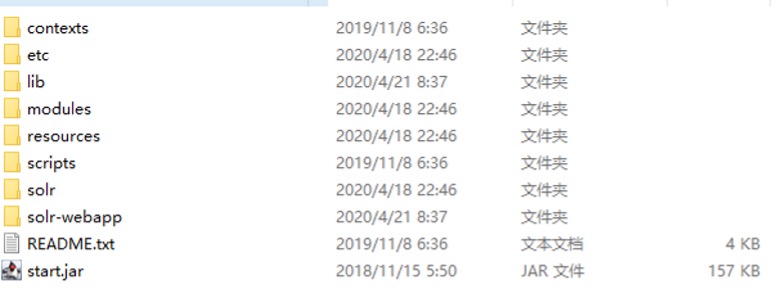 contexts 2019/11/8 6:36 文件夹
etc 2020/4/18 22:46 文件夹
lib 2020/4/21 8:37 文件夹
modules 2020/4/18 22:46 文件夹
resources 2020/4/18 22:46 文件夹
scripts 2019/11/8 6:36 文件夹
solr 2020/4/18 22:46 文件夹
solr-webapp 2020/4/21 8:37 文件夹
README.txt 2019/11/8 6:36 文本文档 4 KB
start.jar 2018/11/15 5:50 JAR 文件 157 KB